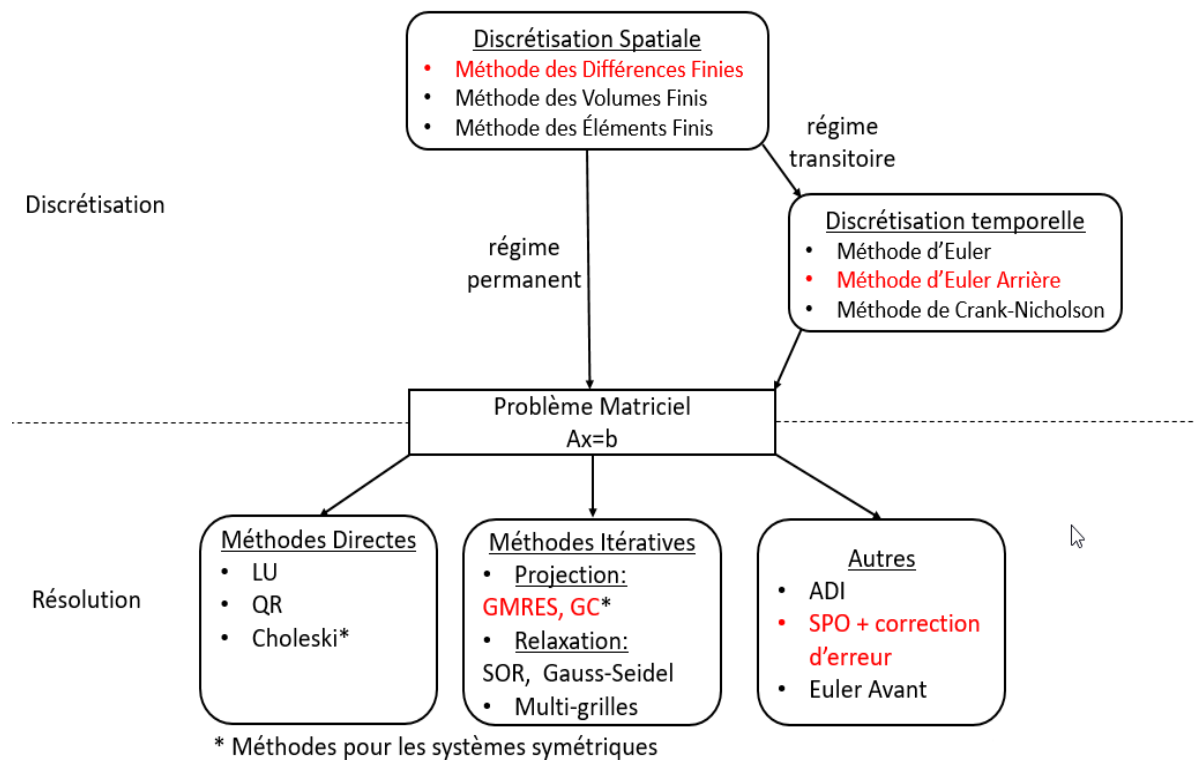 Discrétisation Spatiale
• Méthode des Différences Finies
• Méthode des Volumes Finis
• Méthode des Éléments Finis
régime
transitoire
Discrétisation
Discrétisation temporelle
• Méthode d'Euler
• Méthode d'Euler Arrière
• Méthode de Crank-Nicholson
régime
permanent
Problème Matriciel
Ax=b
Résolution
Méthodes Directes
• LU
• QR
• Choleski*
Méthodes Itératives
• Projection:
GMRES, GC*
• Relaxation:
SOR, Gauss-Seidel
• Multi-grilles
Autres
• ADI
• SPO + correction
d'erreur
• Euler Avant
* Méthodes pour les systèmes symétriques